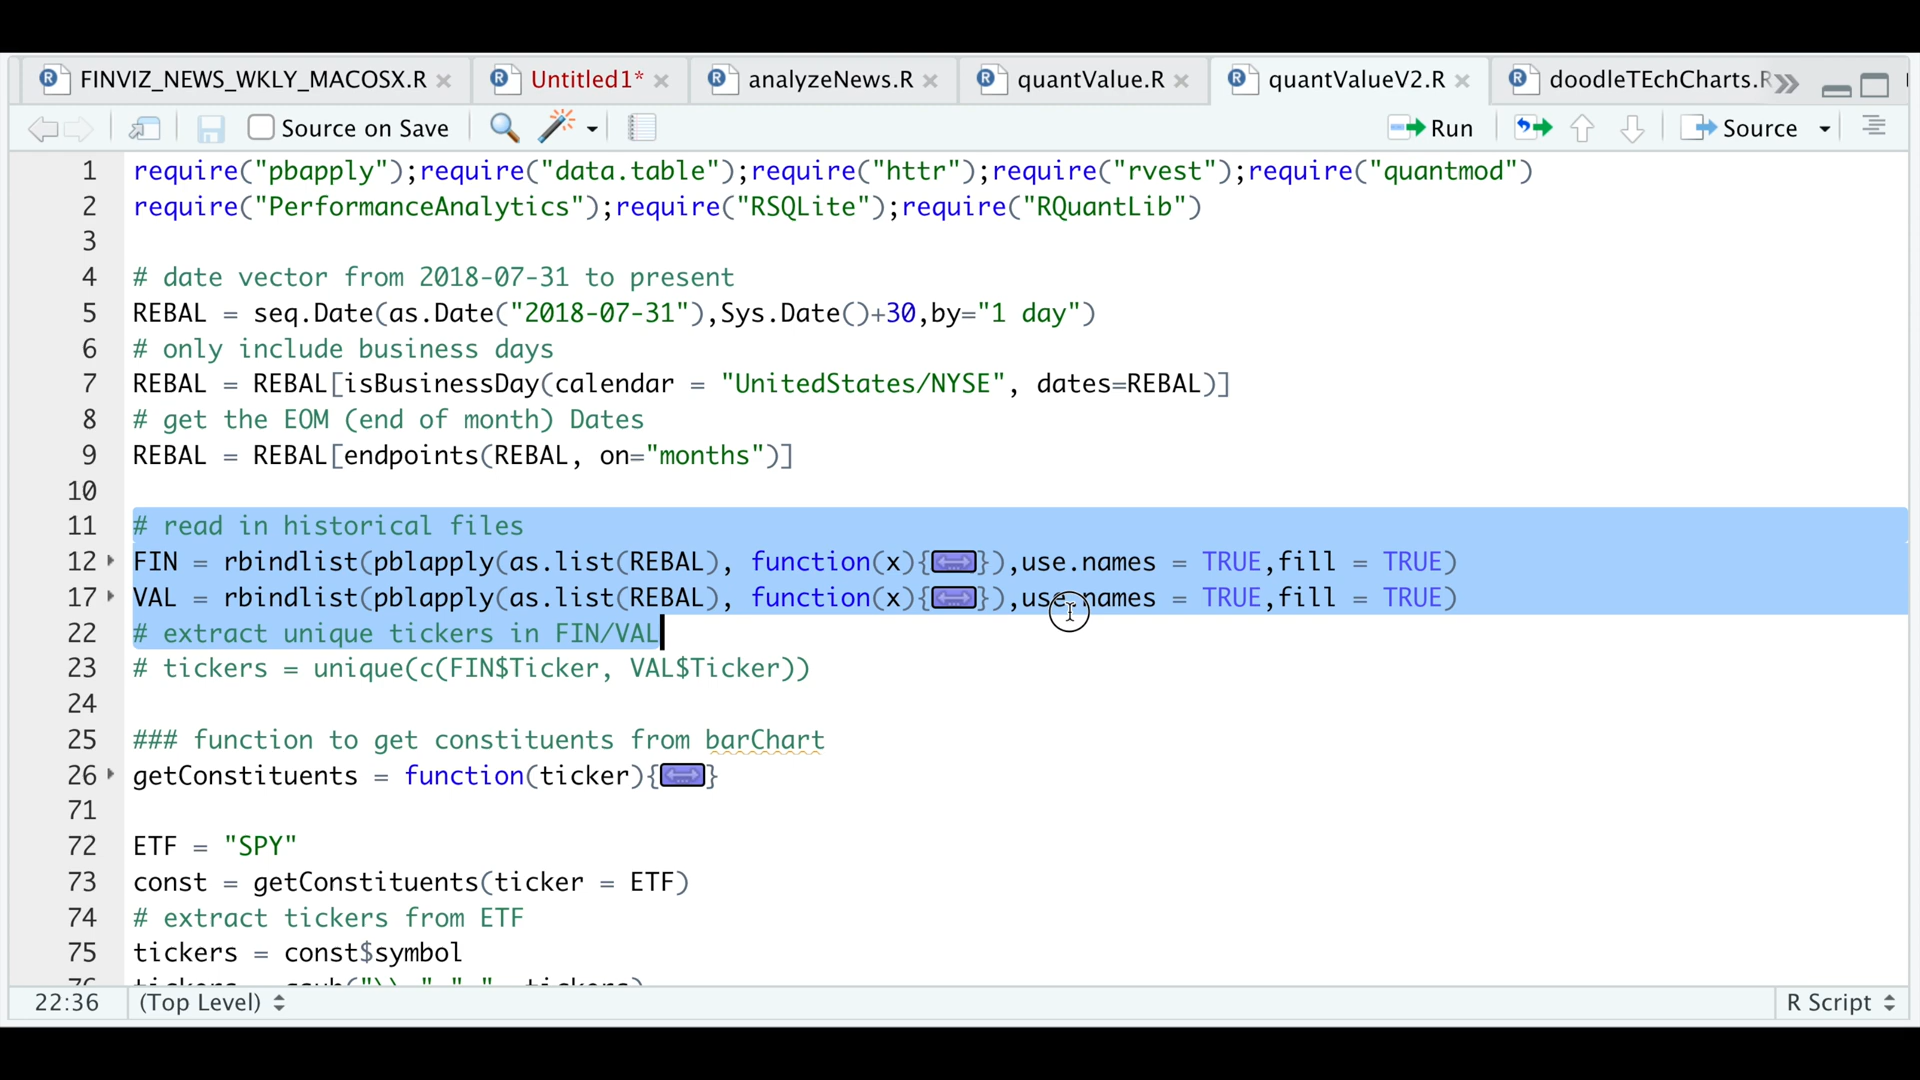 FINVIZ_NEWS_WKLY_MACOSX.R
Untitled1*
analyzeNews.R
quantValue.R
quantValueV2.R
doodleTEchCharts.R
Source on Save
Run
Source
1 require("pbapply");require("data.table");require("httr");require("rvest");require("quantmod")
2 require("PerformanceAnalytics");require("RSQLite");require("RQuantLib")
3
4 # date vector from 2018-07-31 to present
5 REBAL = seq.Date(as.Date("2018-07-31"),Sys.Date()+30,by="1 day")
6 # only include business days
7 REBAL = REBAL[isBusinessDay(calendar = "UnitedStates/NYSE", dates=REBAL)]
8 # get the EOM (end of month) Dates
9 REBAL = REBAL[endpoints(REBAL, on="months")]
10
11 # read in historical files
12 FIN = rbindlist(pblapply(as.list(REBAL), function(x){}),use.names = TRUE,fill = TRUE)
17 VAL = rbindlist(pblapply(as.list(REBAL), function(x){}),use.names = TRUE,fill = TRUE)
22 # extract unique tickers in FIN/VAL
23 # tickers = unique(c(FIN$Ticker, VAL$Ticker))
24
25 ### function to get constituents from barChart
26 getConstituents = function(ticker){}
71
72 ETF = "SPY"
73 const = getConstituents(ticker = ETF)
74 # extract tickers from ETF
75 tickers = const$symbol
22:36 (Top Level)
R Script